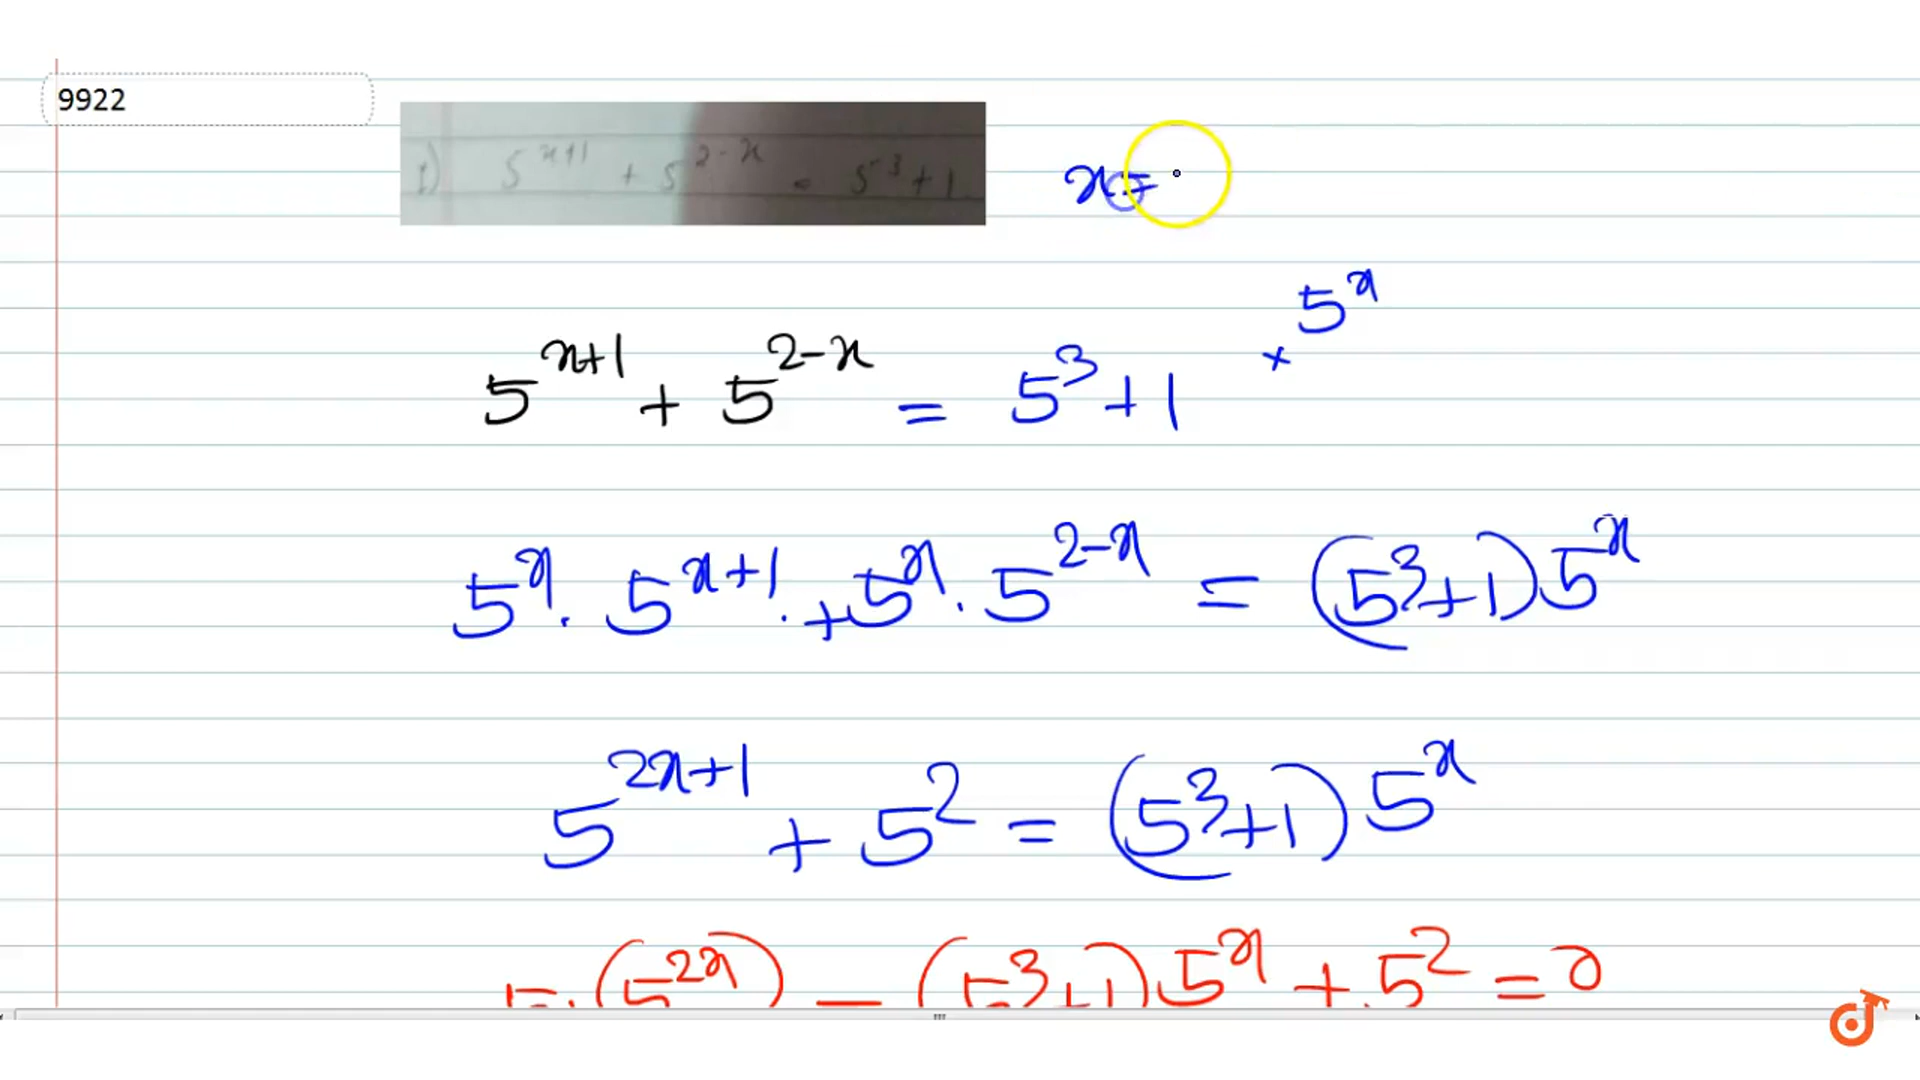 9922
1) 5^{x+1} + 5^{2-x} = 5^3 + 1
x =
5^{x+1} + 5^{2-x} = 5^3 + 1 × 5^x
5^x . 5^{x+1} . + 5^x . 5^{2-x} = (5^3 + 1) 5^x
5^{2x+1} + 5^2 = (5^3 + 1) 5^x
5 . (5^{2x}) - (5^3 + 1) 5^x + 5^2 = 0